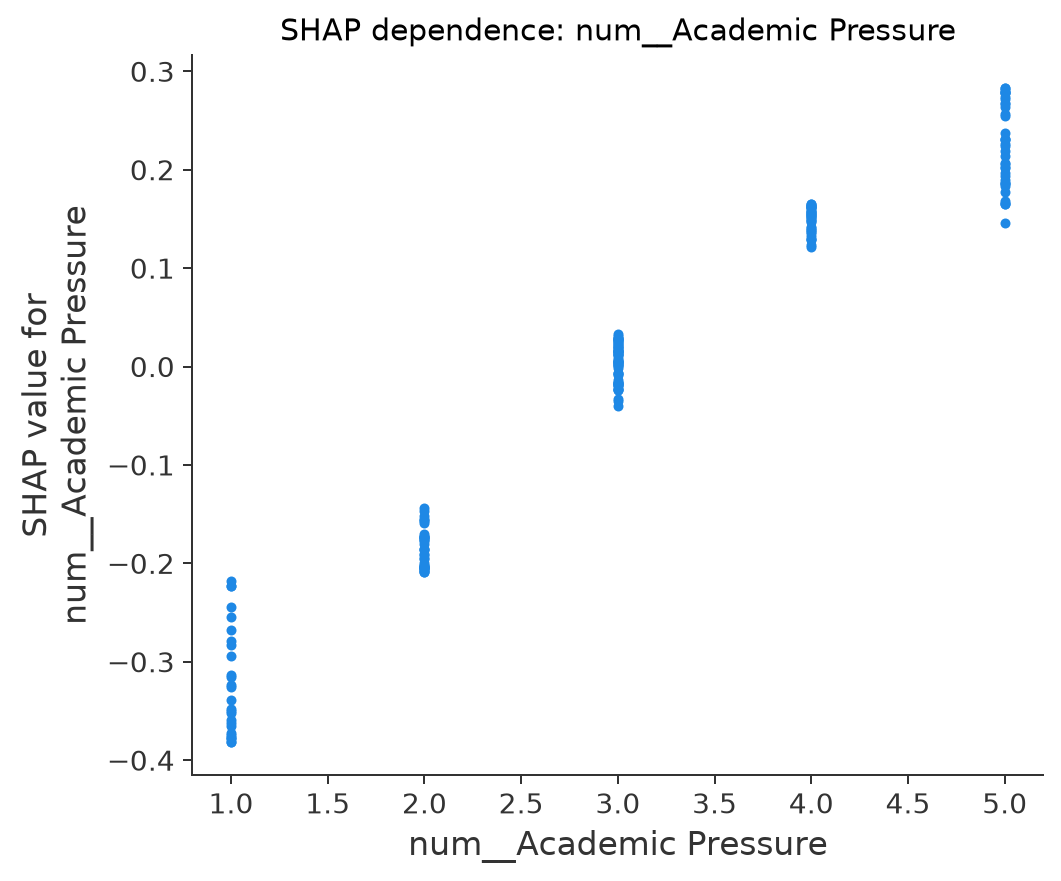 SHAP dependence: num__Academic Pressure
0.3
0.2
0.1
0.0
−0.1
−0.2
−0.3
−0.4
SHAP value for
num__Academic Pressure
1.0 1.5 2.0 2.5 3.0 3.5 4.0 4.5 5.0
num__Academic Pressure